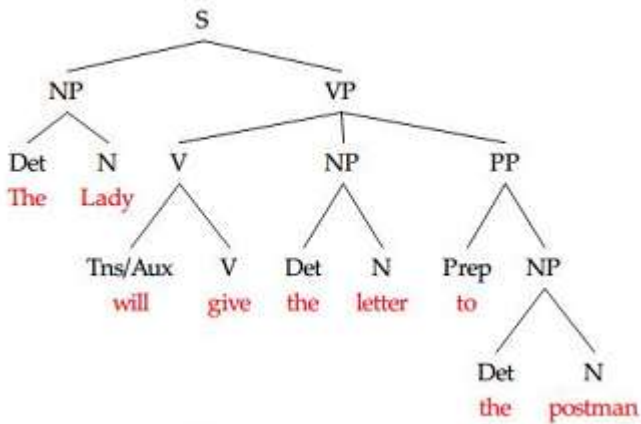 S
NP VP
Det N V NP PP
The Lady
Tns/Aux V Det N Prep NP
will give the letter to
Det N
the postman